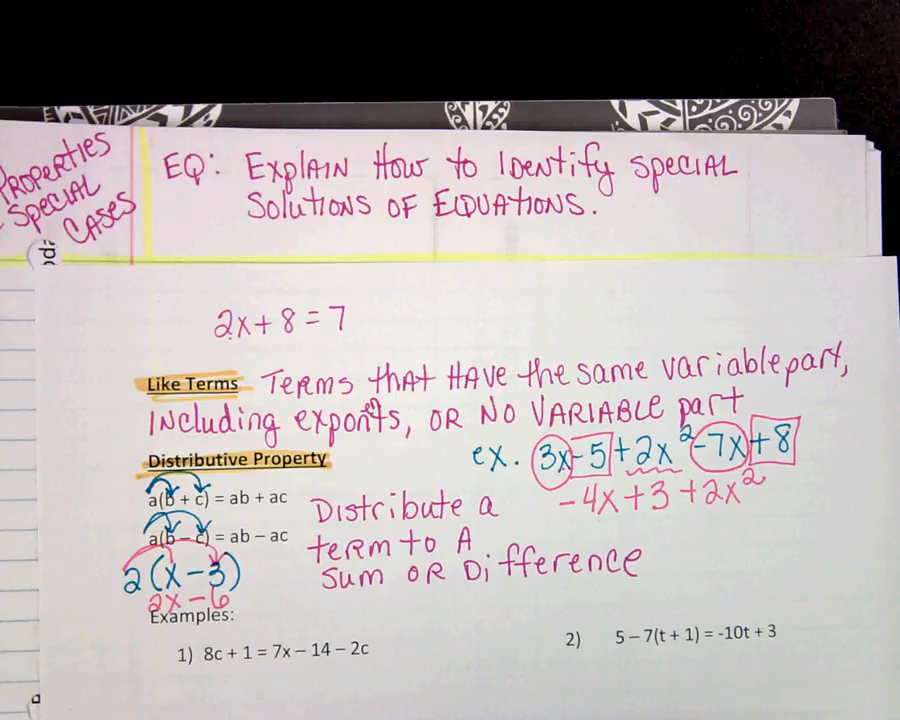 PROPERTIES
SPECIAL
CASES
EQ: EXPLAIN HOW to IDENtify SPECIAL
SOLUTIONS OF EQUATIONS.
2x + 8 = 7
Like Terms TERMS tHAT HAVE the same variable part,
including exponets, OR NO VARIABLE part
Distributive Property
ex. 3x - 5 + 2x² - 7x + 8
- 4x + 3 + 2x²
a(b + c) = ab + ac
a(b – c) = ab – ac
Distribute a
term to A
Sum OR Difference
2(x - 3)
2x - 6
Examples:
1) 8c + 1 = 7x – 14 – 2c
2) 5 – 7(t + 1) = -10t + 3